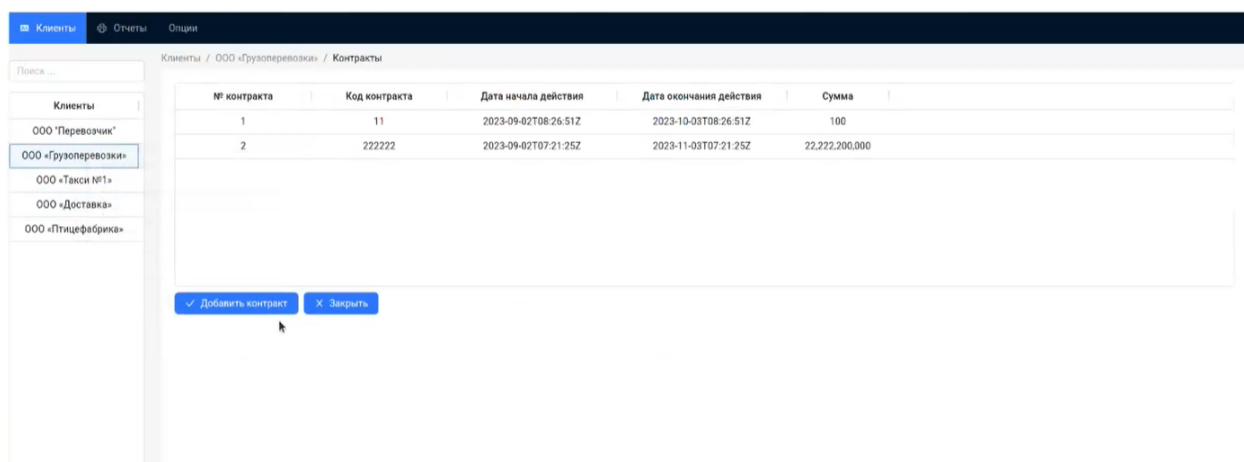 Клиенты Отчеты Опции
Клиенты / ООО «Грузоперевозки» / Контракты
Поиск ...
Клиенты
ООО "Перевозчик"
ООО «Грузоперевозки»
ООО «Такси №1»
ООО «Доставка»
ООО «Птицефабрика»
№ контракта Код контракта Дата начала действия Дата окончания действия Сумма
1 11 2023-09-02T08:26:51Z 2023-10-03T08:26:51Z 100
2 222222 2023-09-02T07:21:25Z 2023-11-03T07:21:25Z 22,222,200,000
Добавить контракт Закрыть